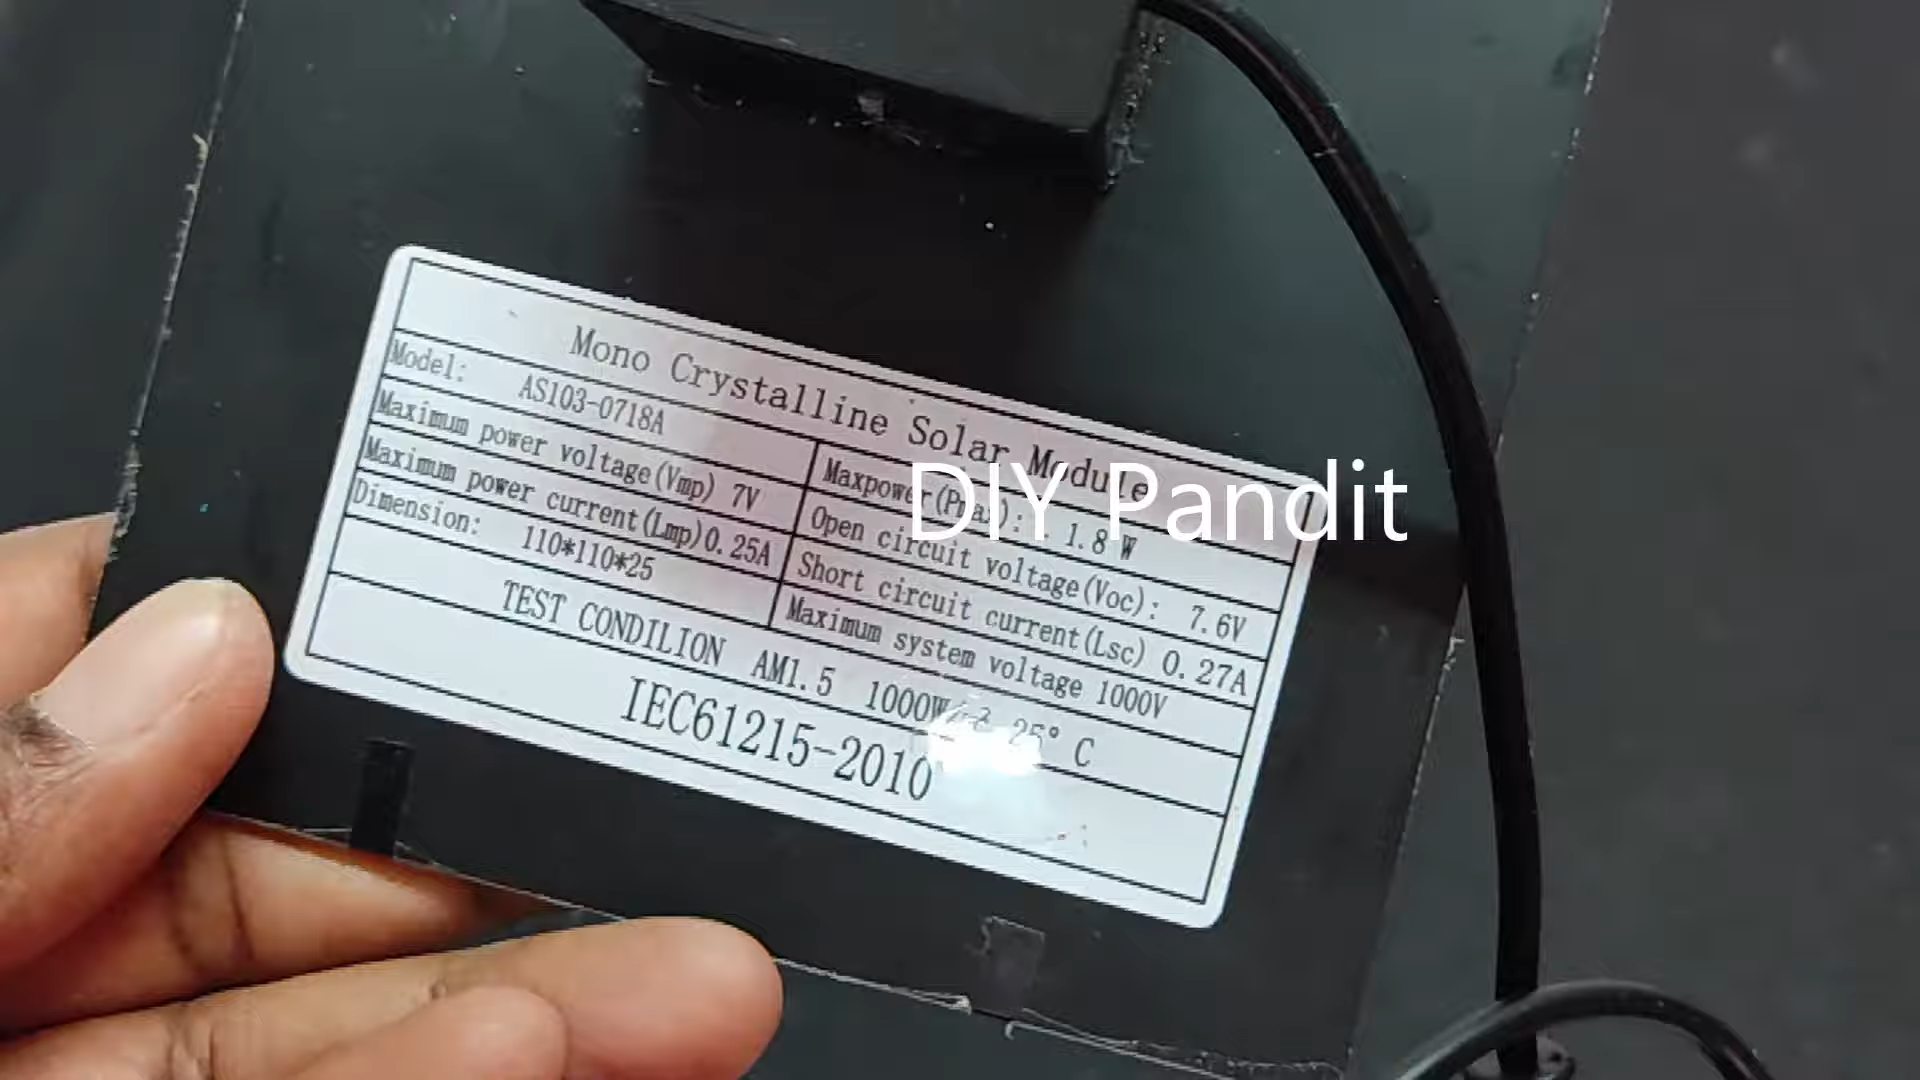 Mono Crystalline Solar Module
Model: AS103-0718A
Maxpower(Pmax): 1.8 W
Maximum power voltage(Vmp) 7V
Open circuit voltage(Voc): 7.6V
Maximum power current(Lmp)0.25A
Short circuit current(Lsc) 0.27A
Dimension: 110*110*25
Maximum system voltage 1000V
TEST CONDILION AM1.5 1000W/㎡ 25° C
IEC61215-2010
DIY Pandit